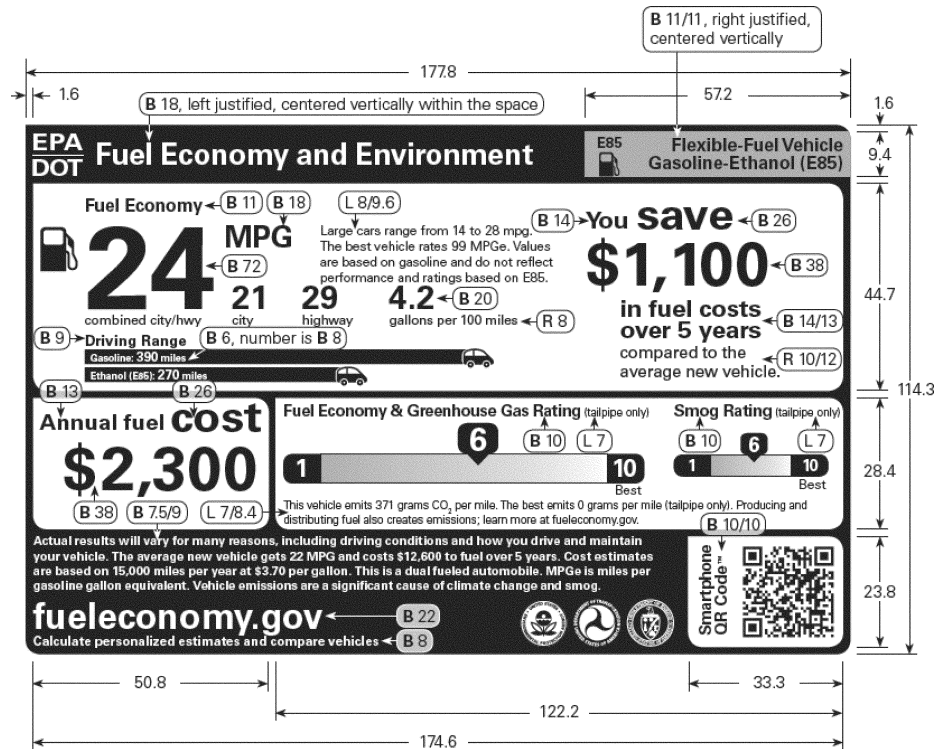 B 11/11, right justified,
centered vertically
177.8
1.6
B 18, left justified, centered vertically within the space
57.2
1.6
EPA
DOT
Fuel Economy and Environment
E85
Flexible-Fuel Vehicle
Gasoline-Ethanol (E85)
9.4
Fuel Economy
B 11
B 18
L 8/9.6
MPG
24
B 72
Large cars range from 14 to 28 mpg.
The best vehicle rates 99 MPGe. Values
are based on gasoline and do not reflect
performance and ratings based on E85.
B 14
You save
B 26
$1,100
B 38
44.7
21
29
4.2
B 20
combined city/hwy
city
highway
gallons per 100 miles
R 8
in fuel costs
over 5 years
B 14/13
compared to the
average new vehicle.
R 10/12
B 9
Driving Range
B 6, number is B 8
Gasoline: 390 miles
Ethanol (E85): 270 miles
114.3
B 13
B 26
Annual fuel cost
$2,300
B 38
B 7.5/9
L 7/8.4
Fuel Economy & Greenhouse Gas Rating (tailpipe only)
6
B 10
L 7
1
10
Best
Smog Rating (tailpipe only)
B 10
6
L 7
1
10
Best
28.4
This vehicle emits 371 grams CO2 per mile. The best emits 0 grams per mile (tailpipe only). Producing and
distributing fuel also creates emissions; learn more at fueleconomy.gov.
B 10/10
Actual results will vary for many reasons, including driving conditions and how you drive and maintain
your vehicle. The average new vehicle gets 22 MPG and costs $12,600 to fuel over 5 years. Cost estimates
are based on 15,000 miles per year at $3.70 per gallon. This is a dual fueled automobile. MPGe is miles per
gasoline gallon equivalent. Vehicle emissions are a significant cause of climate change and smog.
fueleconomy.gov
B 22
Calculate personalized estimates and compare vehicles
B 8
Smartphone
QR Code™
23.8
50.8
33.3
122.2
174.6